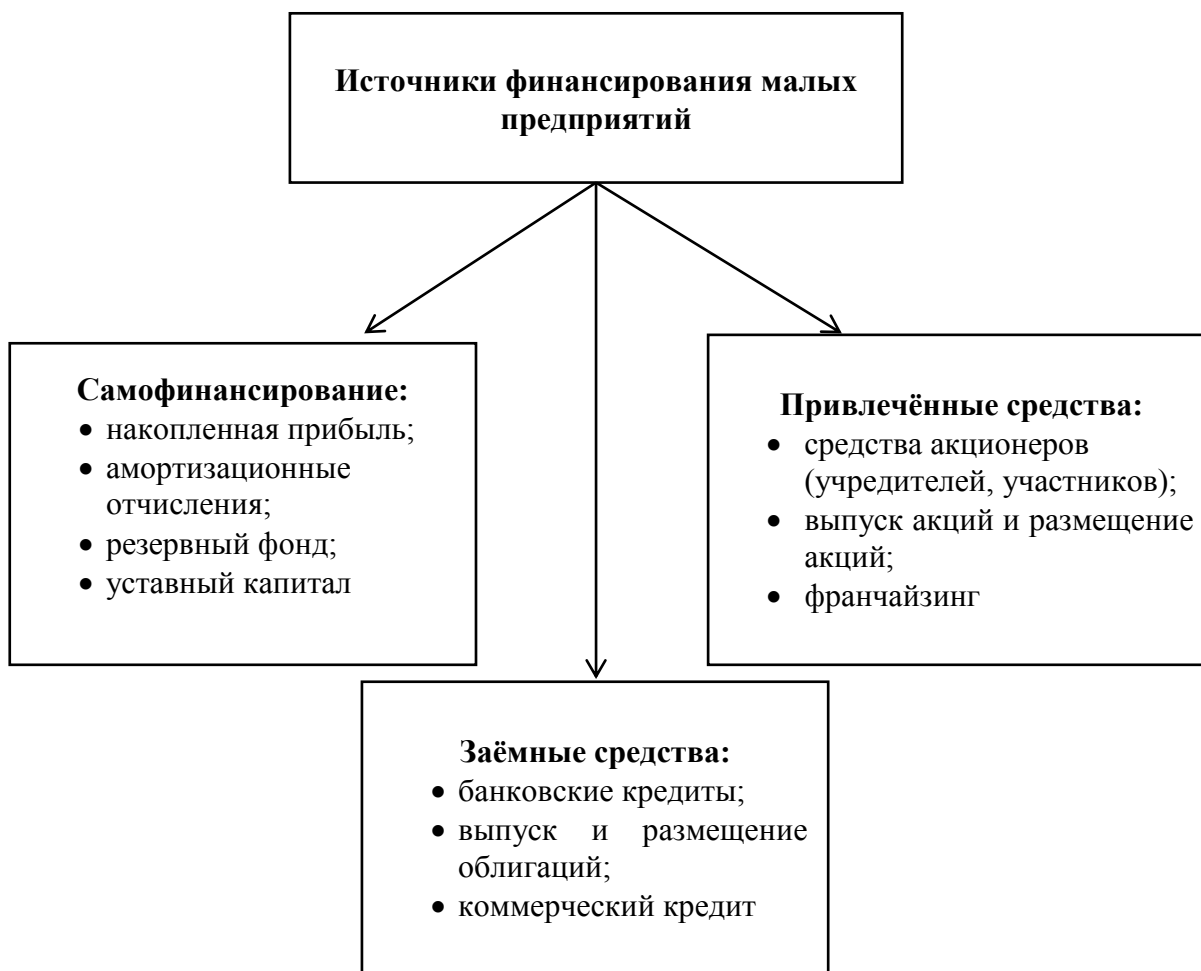 Источники финансирования малых
предприятий
Самофинансирование:
• накопленная прибыль;
• амортизационные
отчисления;
• резервный фонд;
• уставный капитал
Привлечённые средства:
• средства акционеров
(учредителей, участников);
• выпуск акций и размещение
акций;
• франчайзинг
Заёмные средства:
• банковские кредиты;
• выпуск и размещение
облигаций;
• коммерческий кредит